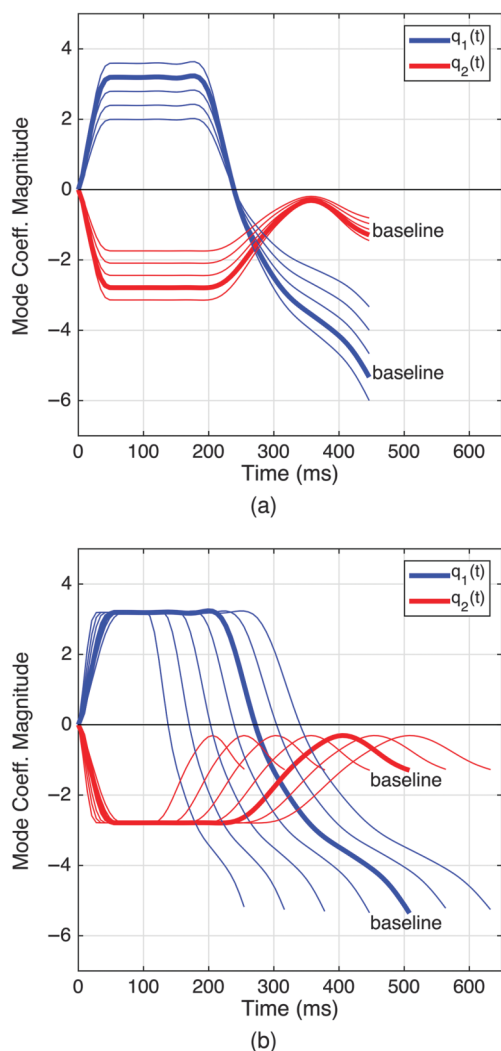 q₁(t)
q₂(t)
4
2
0
−2
−4
−6
Mode Coeff. Magnitude
baseline
baseline
0 100 200 300 400 500 600
Time (ms)
(a)
q₁(t)
q₂(t)
4
2
0
−2
−4
−6
Mode Coeff. Magnitude
baseline
baseline
0 100 200 300 400 500 600
Time (ms)
(b)